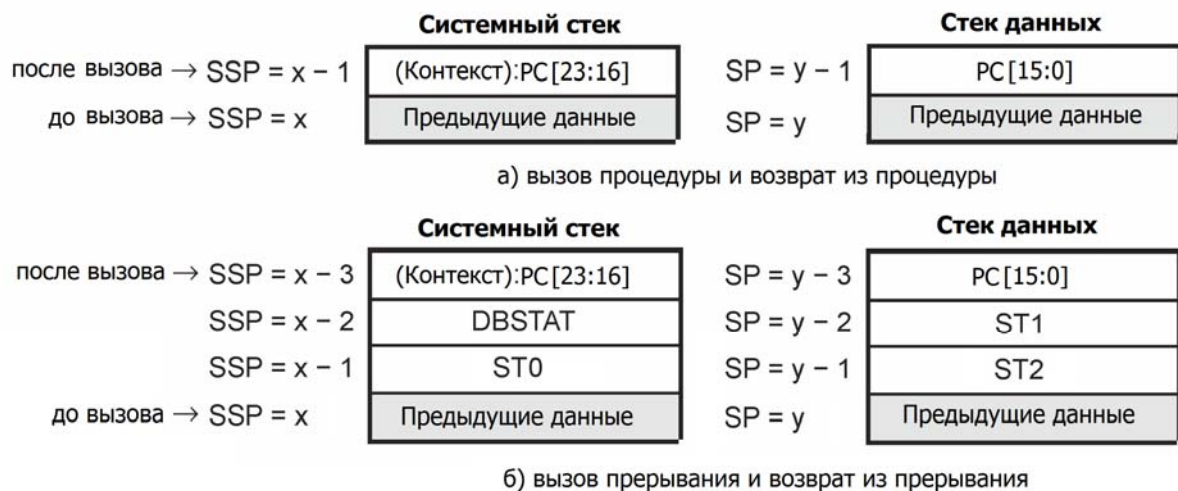 Системный стек Стек данных
после вызова → SSP = x − 1 (Контекст):PC[23:16] SP = y − 1 PC[15:0]
до вызова → SSP = x Предыдущие данные SP = y Предыдущие данные
а) вызов процедуры и возврат из процедуры
Системный стек Стек данных
после вызова → SSP = x − 3 (Контекст):PC[23:16] SP = y − 3 PC[15:0]
SSP = x − 2 DBSTAT SP = y − 2 ST1
SSP = x − 1 ST0 SP = y − 1 ST2
до вызова → SSP = x Предыдущие данные SP = y Предыдущие данные
б) вызов прерывания и возврат из прерывания